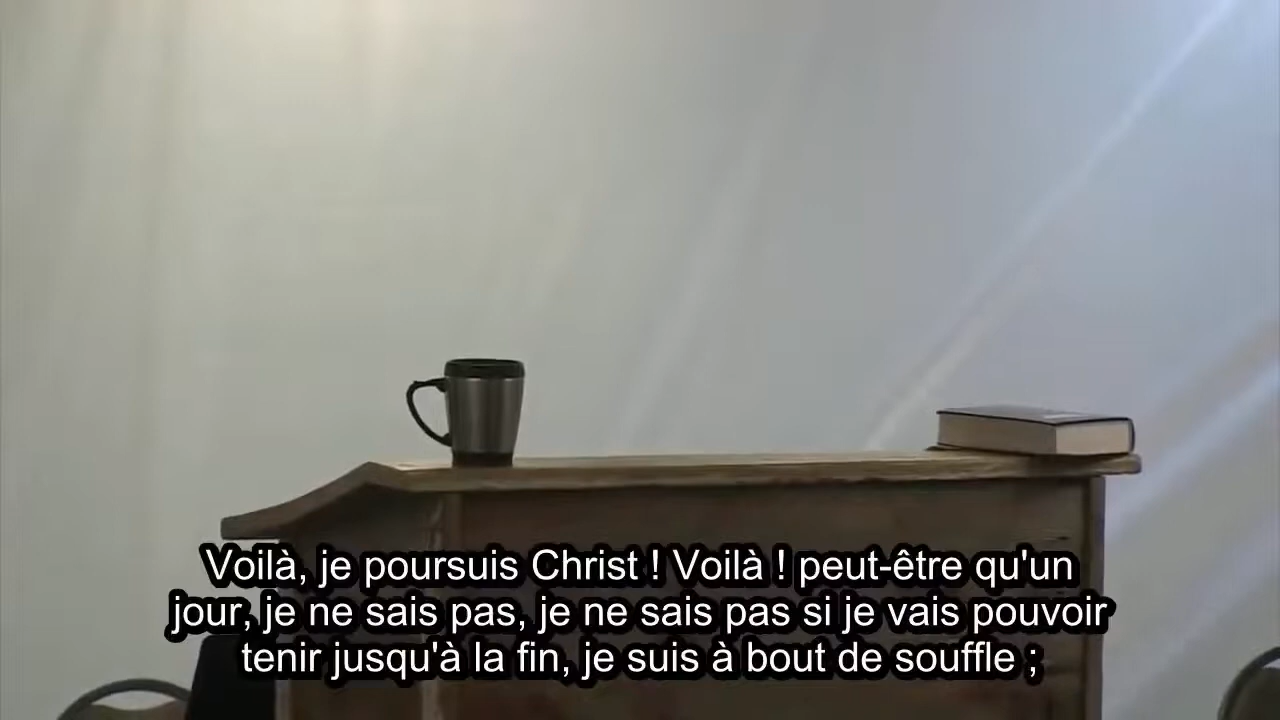 Voilà, je poursuis Christ ! Voilà ! peut-être qu'un
jour, je ne sais pas, je ne sais pas si je vais pouvoir
tenir jusqu'à la fin, je suis à bout de souffle ;